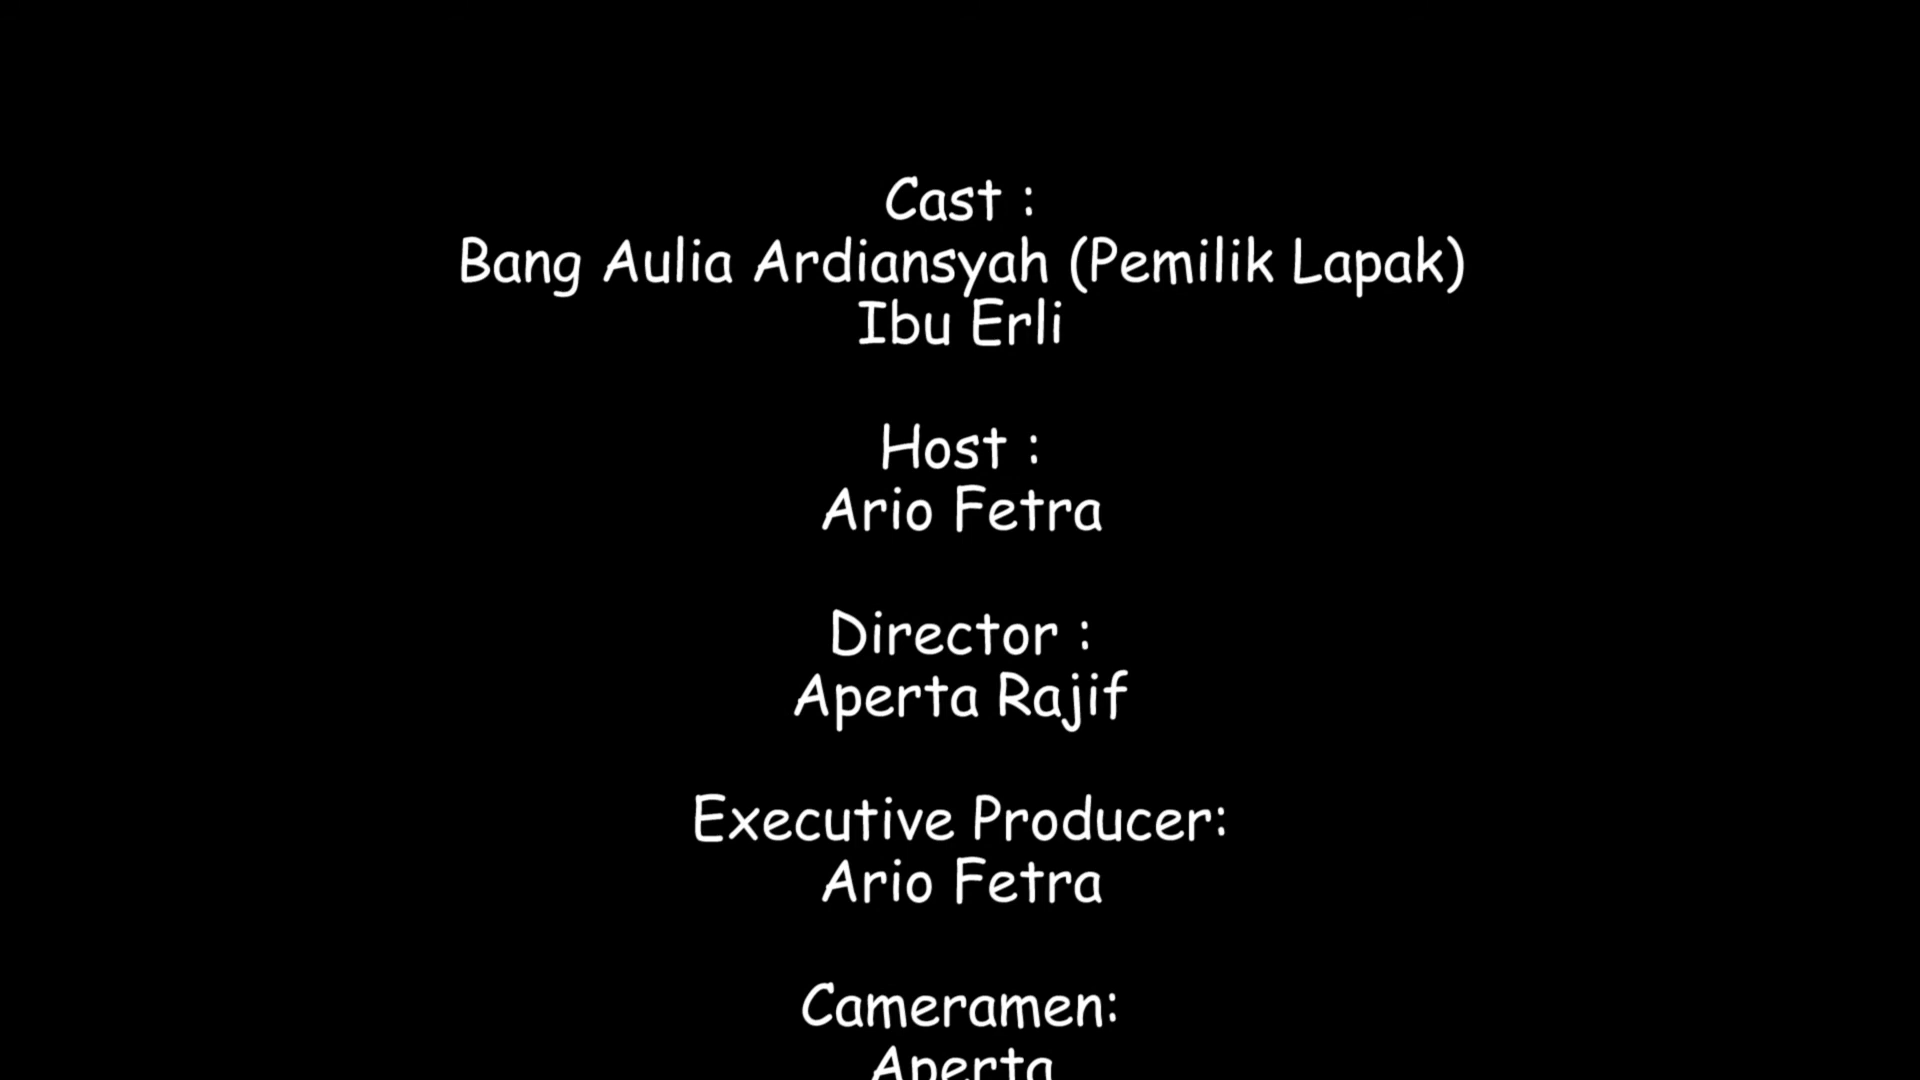 Cast :
Bang Aulia Ardiansyah (Pemilik Lapak)
Ibu Erli
Host :
Ario Fetra
Director :
Aperta Rajif
Executive Producer:
Ario Fetra
Cameramen:
Aperta